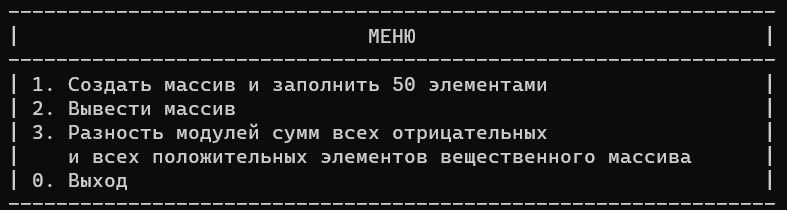 МЕНЮ
1. Создать массив и заполнить 50 элементами
2. Вывести массив
3. Разность модулей сумм всех отрицательных
и всех положительных элементов вещественного массива
0. Выход